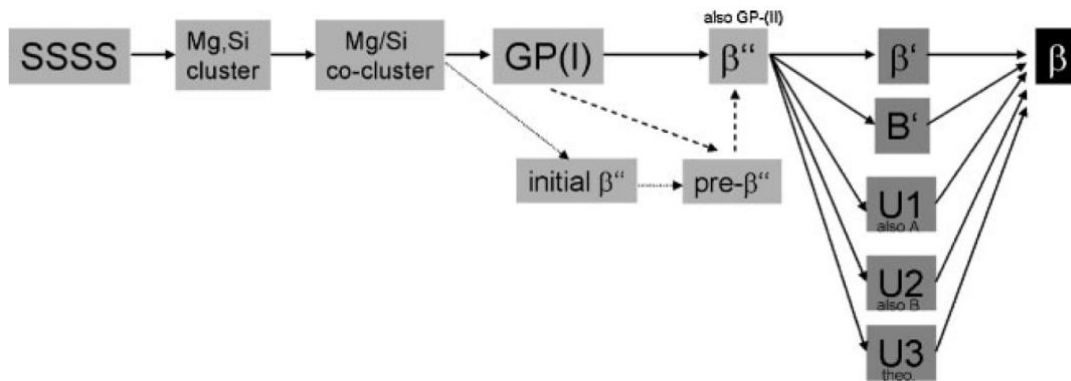 also GP-(II)
SSSS
Mg,Si
cluster
Mg/Si
co-cluster
GP(I)
β“
β‘
β
B‘
initial β“
pre-β“
U1
also A
U2
also B
U3
theo.